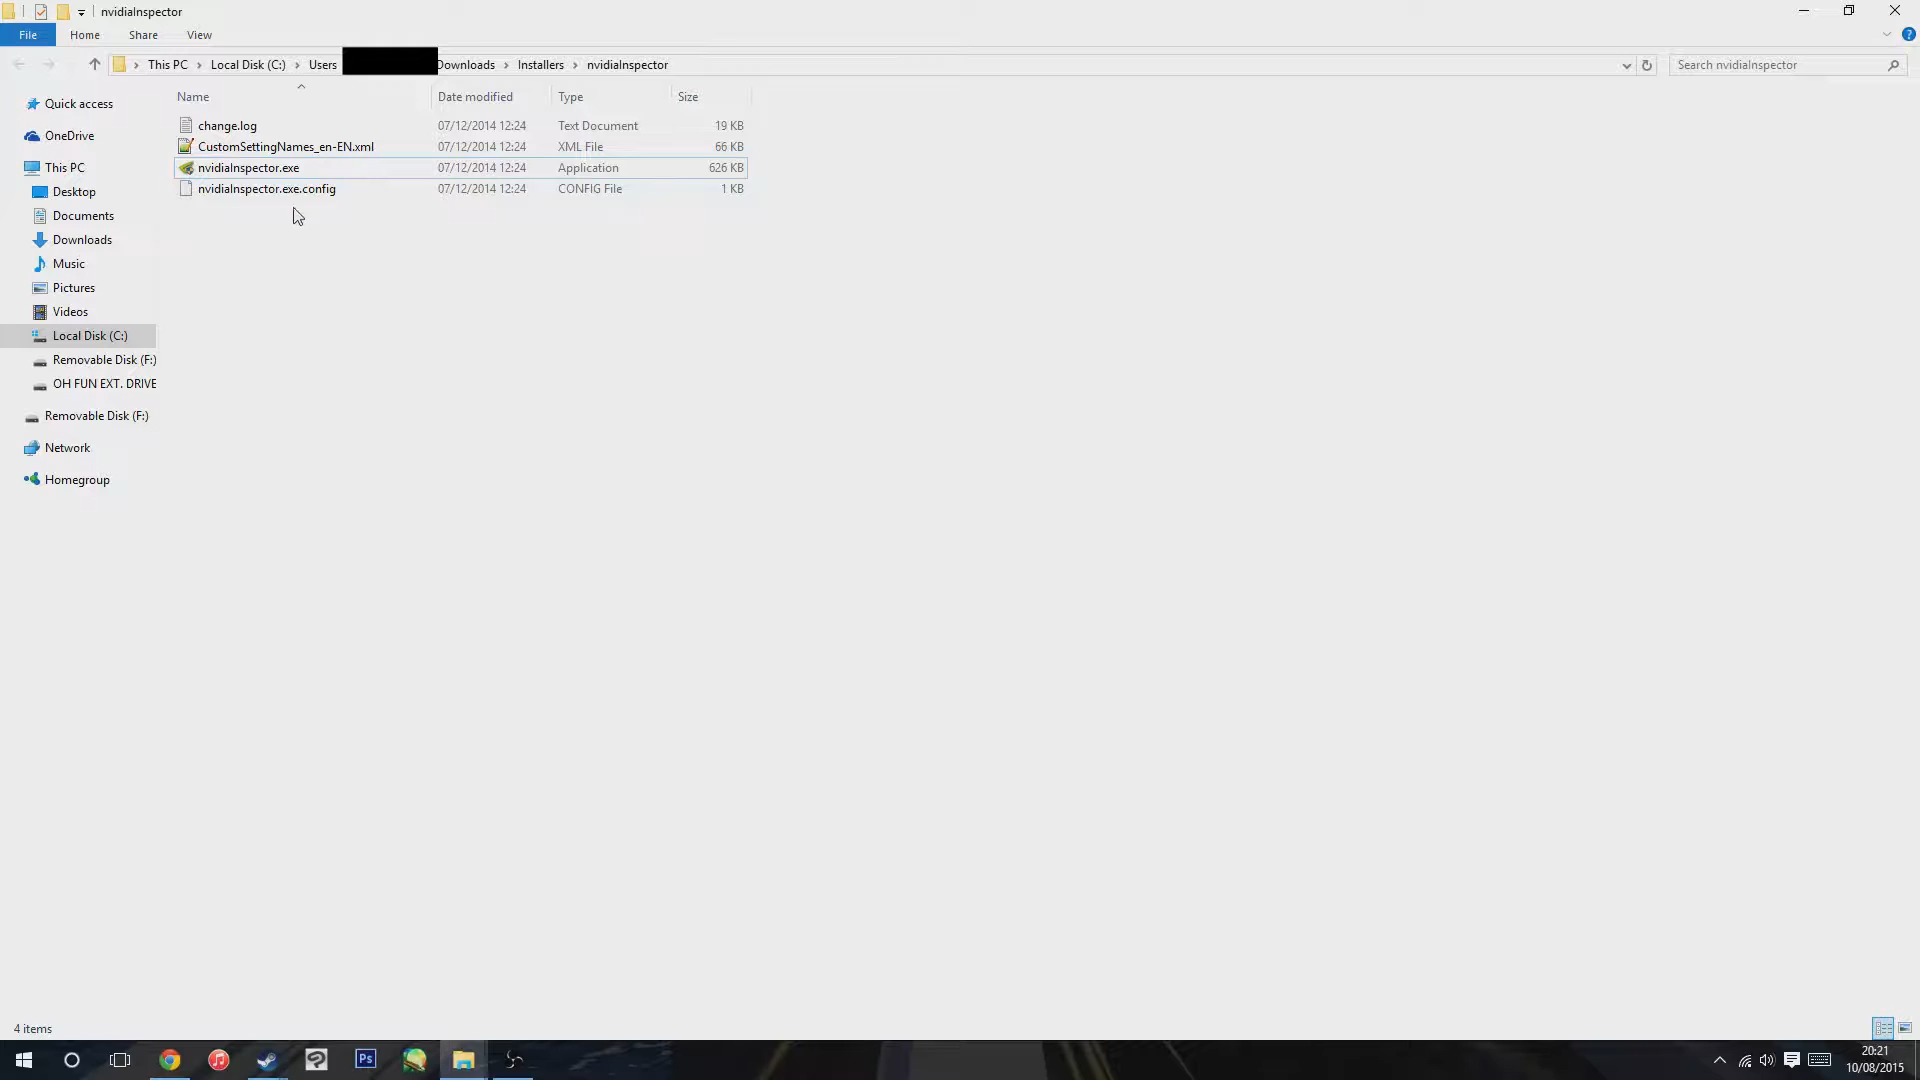 nvidiaInspector
File Home Share View
This PC Local Disk (C:) Users Downloads Installers nvidiaInspector Search nvidiaInspector
Name Date modified Type Size
change.log 07/12/2014 12:24 Text Document 19 KB
CustomSettingNames_en-EN.xml 07/12/2014 12:24 XML File 66 KB
nvidiaInspector.exe 07/12/2014 12:24 Application 626 KB
nvidiaInspector.exe.config 07/12/2014 12:24 CONFIG File 1 KB
Quick access
OneDrive
This PC
Desktop
Documents
Downloads
Music
Pictures
Videos
Local Disk (C:)
Removable Disk (F:)
OH FUN EXT. DRIVE
Removable Disk (F:)
Network
Homegroup
4 items
Ps
20:21
10/08/2015